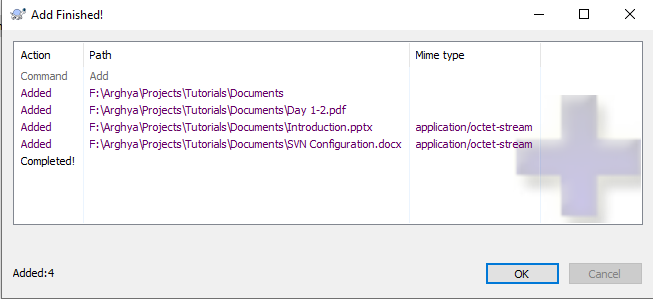 Add Finished!
Action Path Mime type
Command Add
Added F:\Arghya\Projects\Tutorials\Documents
Added F:\Arghya\Projects\Tutorials\Documents\Day 1-2.pdf
Added F:\Arghya\Projects\Tutorials\Documents\Introduction.pptx application/octet-stream
Added F:\Arghya\Projects\Tutorials\Documents\SVN Configuration.docx application/octet-stream
Completed!
Added:4 OK Cancel